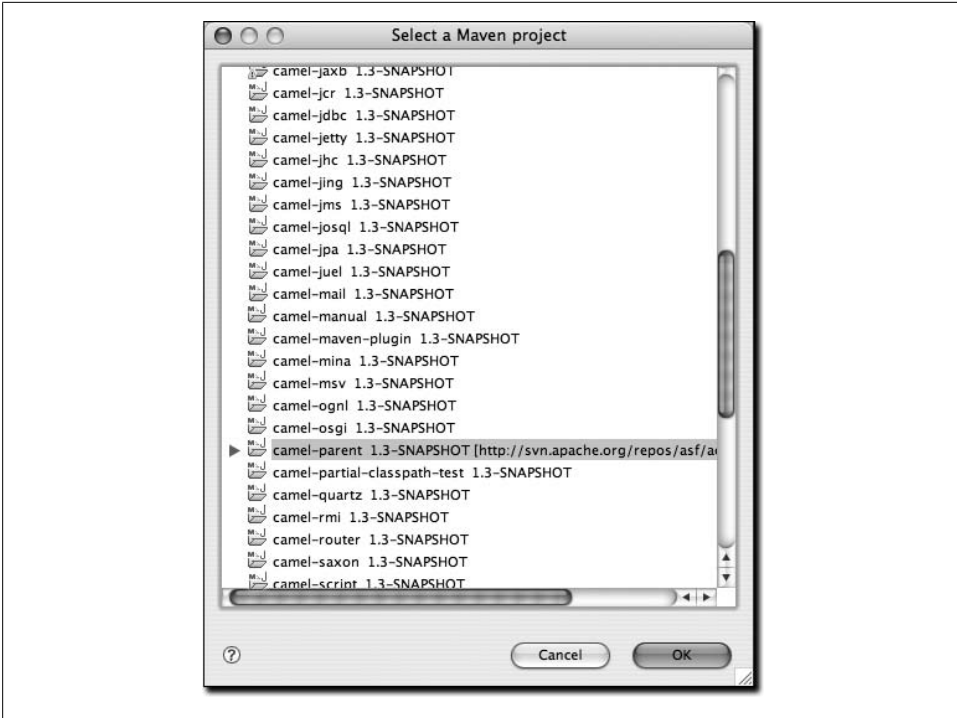 Select a Maven project
camel-jaxb 1.3-SNAPSHOT
camel-jcr 1.3-SNAPSHOT
camel-jdbc 1.3-SNAPSHOT
camel-jetty 1.3-SNAPSHOT
camel-jhc 1.3-SNAPSHOT
camel-jing 1.3-SNAPSHOT
camel-jms 1.3-SNAPSHOT
camel-josql 1.3-SNAPSHOT
camel-jpa 1.3-SNAPSHOT
camel-juel 1.3-SNAPSHOT
camel-mail 1.3-SNAPSHOT
camel-manual 1.3-SNAPSHOT
camel-maven-plugin 1.3-SNAPSHOT
camel-mina 1.3-SNAPSHOT
camel-msv 1.3-SNAPSHOT
camel-ognl 1.3-SNAPSHOT
camel-osgi 1.3-SNAPSHOT
camel-parent 1.3-SNAPSHOT [http://svn.apache.org/repos/asf/a
camel-partial-classpath-test 1.3-SNAPSHOT
camel-quartz 1.3-SNAPSHOT
camel-rmi 1.3-SNAPSHOT
camel-router 1.3-SNAPSHOT
camel-saxon 1.3-SNAPSHOT
camel-script 1.3-SNAPSHOT
?
Cancel
OK